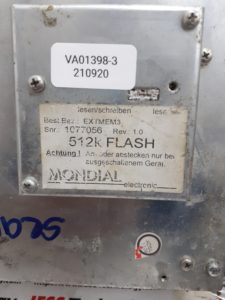 VA01398-3
210920
lesen/schreiben
Best.Bez.: EXTMEM3
Snr.: 1077056 Rev.: 1.0
512k FLASH
Achtung! An- oder abstecken nur bei
ausgeschaltenem Gerät.
MONDIAL
electronic